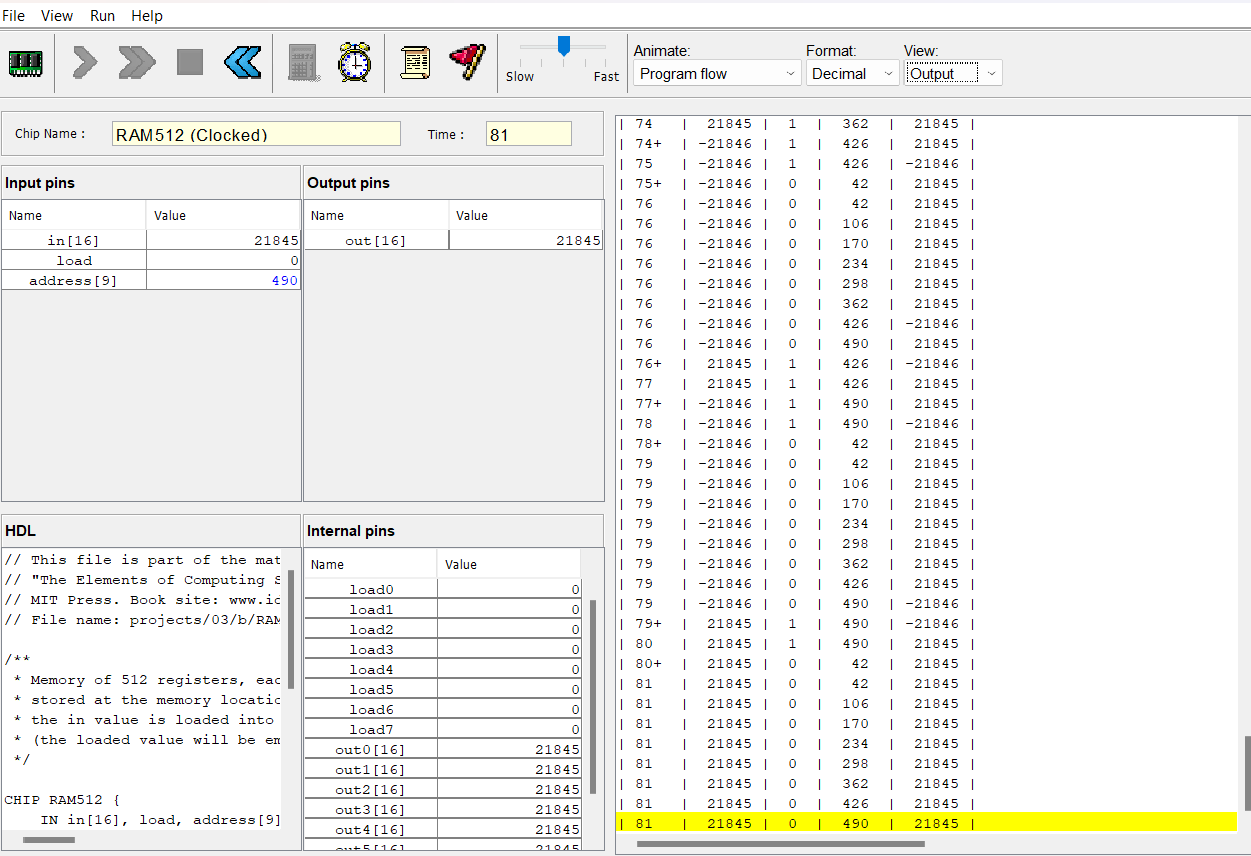 File View Run Help
Animate: Format: View:
Slow Fast Program flow Decimal Output
Chip Name : RAM512 (Clocked) Time : 81
Input pins
Name Value
in[16] 21845
load 0
address[9] 490
Output pins
Name Value
out[16] 21845
HDL
// This file is part of the mat
// "The Elements of Computing S
// MIT Press. Book site: www.id
// File name: projects/03/b/RAM
/**
* Memory of 512 registers, eac
* stored at the memory locatio
* the in value is loaded into
* (the loaded value will be em
*/
CHIP RAM512 {
IN in[16], load, address[9]
Internal pins
Name Value
load0 0
load1 0
load2 0
load3 0
load4 0
load5 0
load6 0
load7 0
out0[16] 21845
out1[16] 21845
out2[16] 21845
out3[16] 21845
out4[16] 21845
out5[16] 21845
| 74 | 21845 | 1 | 362 | 21845 |
| 74+ | -21846 | 1 | 426 | 21845 |
| 75 | -21846 | 1 | 426 | -21846 |
| 75+ | -21846 | 0 | 42 | 21845 |
| 76 | -21846 | 0 | 42 | 21845 |
| 76 | -21846 | 0 | 106 | 21845 |
| 76 | -21846 | 0 | 170 | 21845 |
| 76 | -21846 | 0 | 234 | 21845 |
| 76 | -21846 | 0 | 298 | 21845 |
| 76 | -21846 | 0 | 362 | 21845 |
| 76 | -21846 | 0 | 426 | -21846 |
| 76 | -21846 | 0 | 490 | 21845 |
| 76+ | 21845 | 1 | 426 | -21846 |
| 77 | 21845 | 1 | 426 | 21845 |
| 77+ | -21846 | 1 | 490 | 21845 |
| 78 | -21846 | 1 | 490 | -21846 |
| 78+ | -21846 | 0 | 42 | 21845 |
| 79 | -21846 | 0 | 42 | 21845 |
| 79 | -21846 | 0 | 106 | 21845 |
| 79 | -21846 | 0 | 170 | 21845 |
| 79 | -21846 | 0 | 234 | 21845 |
| 79 | -21846 | 0 | 298 | 21845 |
| 79 | -21846 | 0 | 362 | 21845 |
| 79 | -21846 | 0 | 426 | 21845 |
| 79 | -21846 | 0 | 490 | -21846 |
| 79+ | 21845 | 1 | 490 | -21846 |
| 80 | 21845 | 1 | 490 | 21845 |
| 80+ | 21845 | 0 | 42 | 21845 |
| 81 | 21845 | 0 | 42 | 21845 |
| 81 | 21845 | 0 | 106 | 21845 |
| 81 | 21845 | 0 | 170 | 21845 |
| 81 | 21845 | 0 | 234 | 21845 |
| 81 | 21845 | 0 | 298 | 21845 |
| 81 | 21845 | 0 | 362 | 21845 |
| 81 | 21845 | 0 | 426 | 21845 |
| 81 | 21845 | 0 | 490 | 21845 |